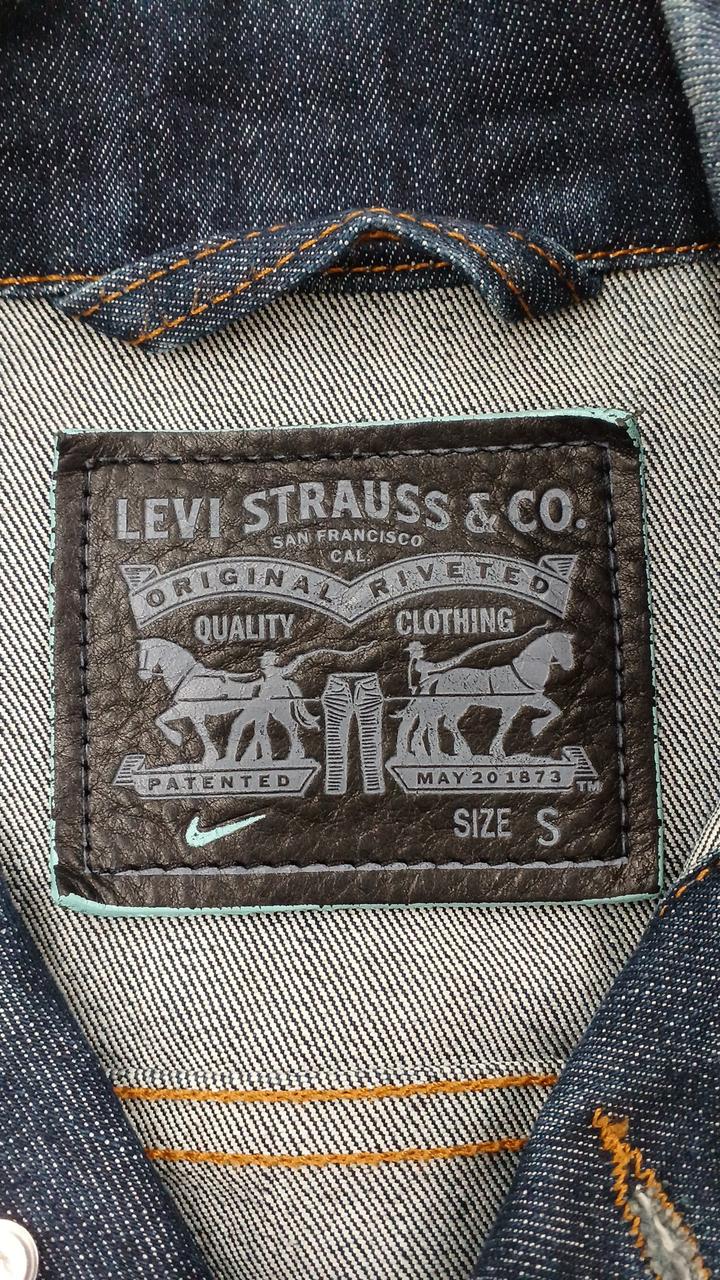 LEVI STRAUSS & CO.
SAN FRANCISCO
CAL.
ORIGINAL RIVETED
QUALITY CLOTHING
PATENTED MAY 20 1873 TM
SIZE S